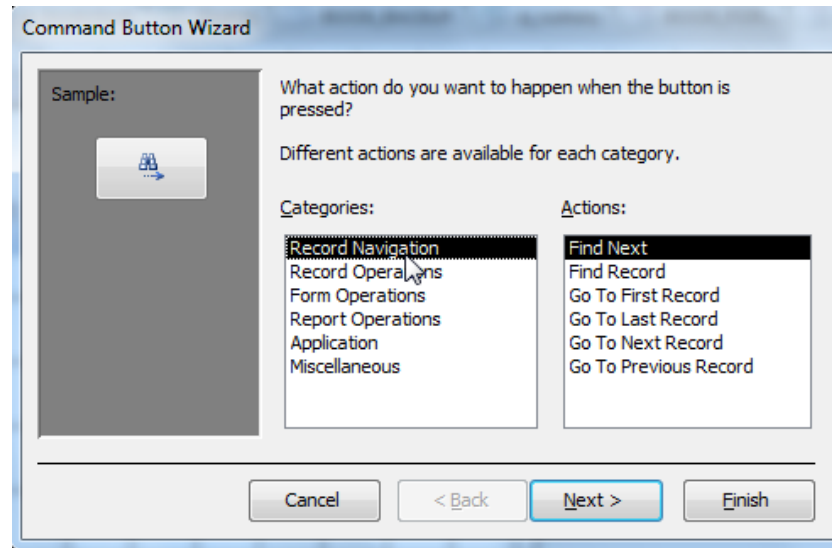 Command Button Wizard
Sample:
What action do you want to happen when the button is
pressed?
Different actions are available for each category.
Categories:
Actions:
Record Navigation
Record Operations
Form Operations
Report Operations
Application
Miscellaneous
Find Next
Find Record
Go To First Record
Go To Last Record
Go To Next Record
Go To Previous Record
Cancel
< Back
Next >
Finish